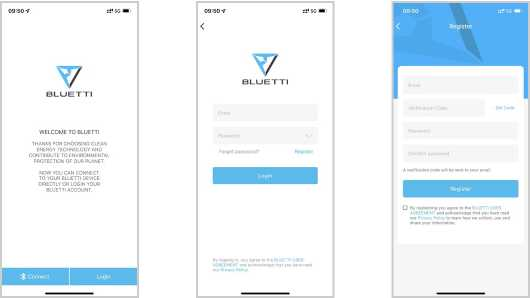 09:50
5G
BLUETTI
WELCOME TO BLUETTI
THANKS FOR CHOOSING CLEAN
ENERGY TECHNOLOGY AND
CONTRIBUTE TO ENVIRONMENTAL
PROTECTION OF OUR PLANET.
NOW YOU CAN CONNECT
TO YOUR BLUETTI DEVICE
DIRECTLY OR LOGIN YOUR
BLUETTI ACCOUNT.
Connect
Login
09:50
5G
BLUETTI
Email
Password
Forget password?
Register
Login
By logging in, you agree to the BLUETTI USER
AGREEMENT and acknowledge that you have read
our Privacy Policy.
09:50
5G
Register
Email
Verification Code
Get Code
Password
Confirm password
A verification code will be sent to your email.
Register
By registering you agree to the BLUETTI USER
AGREEMENT and acknowledge that you have read
our Privacy Policy to learn how we collect, use and
share your information.